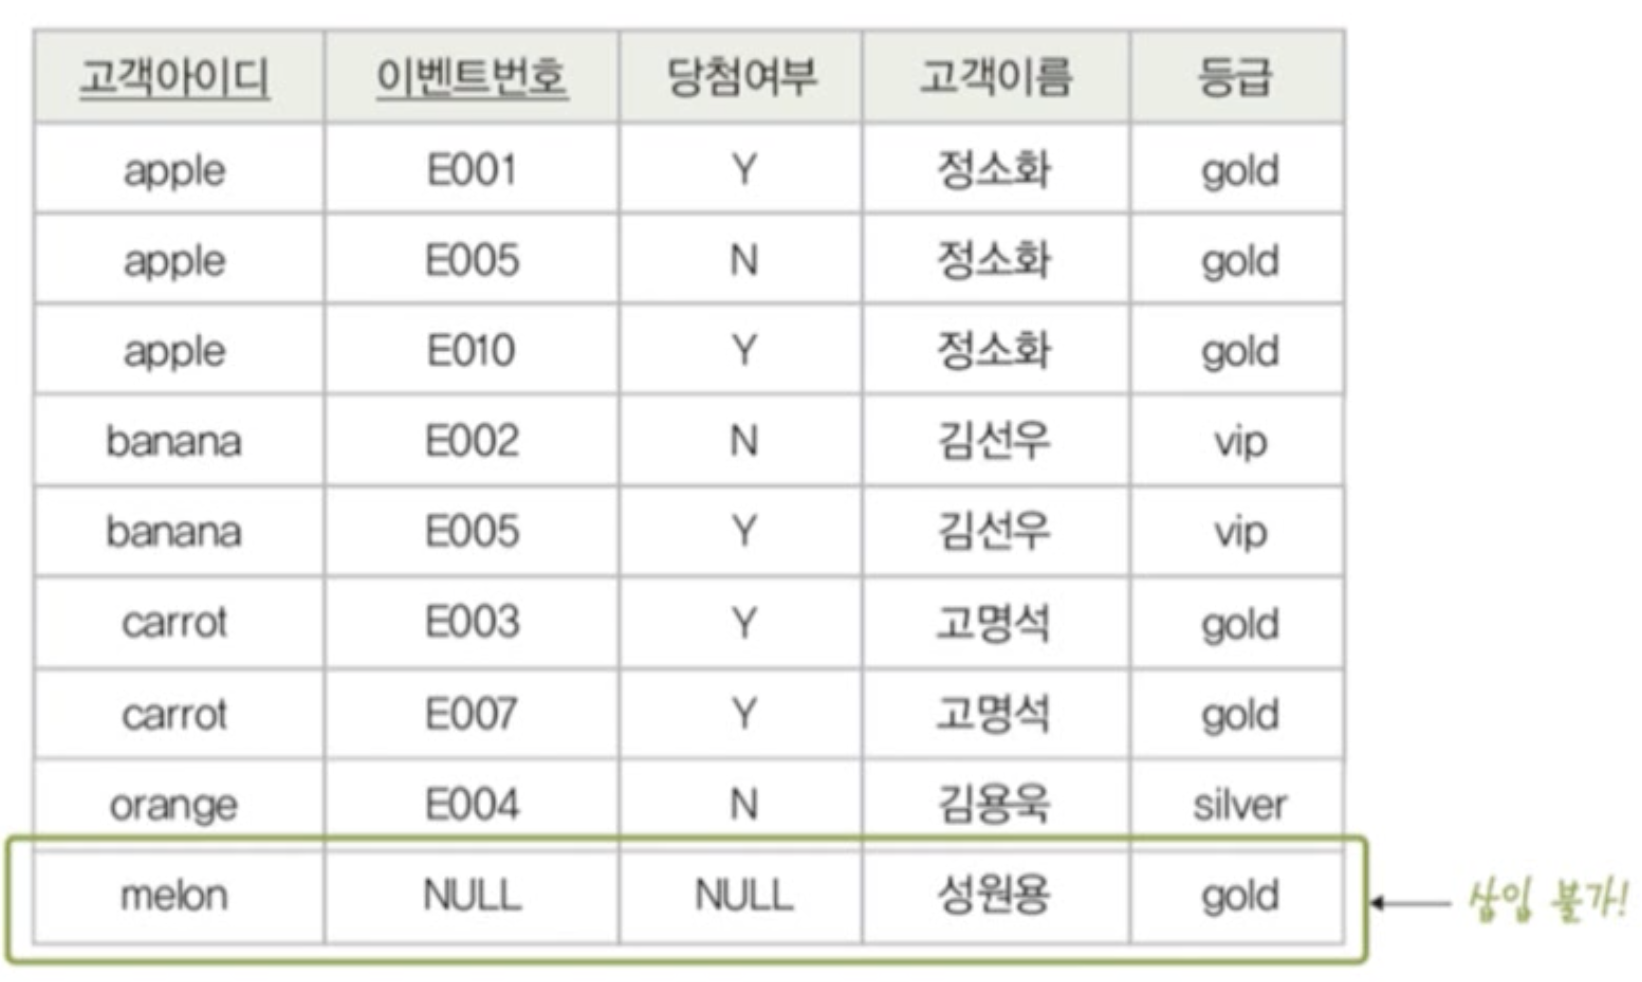 고객아이디 이벤트번호 당첨여부 고객이름 등급
apple E001 Y 정소화 gold
apple E005 N 정소화 gold
apple E010 Y 정소화 gold
banana E002 N 김선우 vip
banana E005 Y 김선우 vip
carrot E003 Y 고명석 gold
carrot E007 Y 고명석 gold
orange E004 N 김용욱 silver
melon NULL NULL 성원용 gold
삽입 불가!